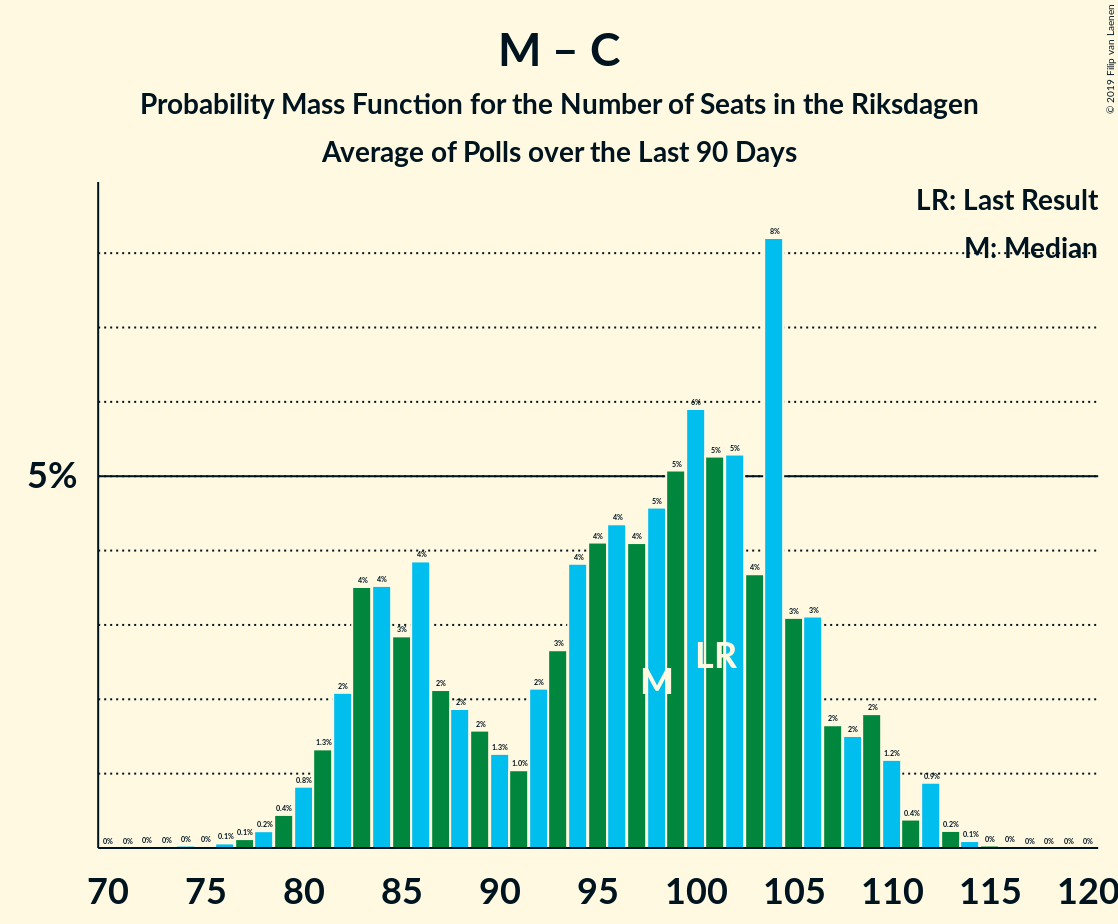 M – C
Probability Mass Function for the Number of Seats in the Riksdagen
Average of Polls over the Last 90 Days
© 2019 Filip van Laenen
LR: Last Result
M: Median
5%
0% 0% 0% 0% 0% 0% 0.1% 0.1% 0.2% 0.4% 0.8% 1.3% 2% 4% 4% 3% 4% 2% 2% 2% 1.3% 1.0% 2% 3% 4% 4% 4% 4% 5% 5% 6% 5% 5% 4% 8% 3% 3% 2% 2% 2% 1.2% 0.4% 0.9% 0.2% 0.1% 0% 0% 0% 0% 0% 0%
M LR
70 75 80 85 90 95 100 105 110 115 120